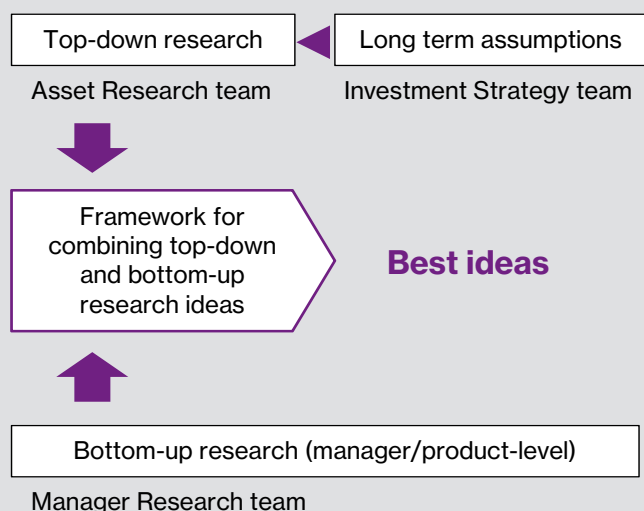 Top-down research
Long term assumptions
Asset Research team
Investment Strategy team
Framework for
combining top-down
and bottom-up
research ideas
Best ideas
Bottom-up research (manager/product-level)
Manager Research team